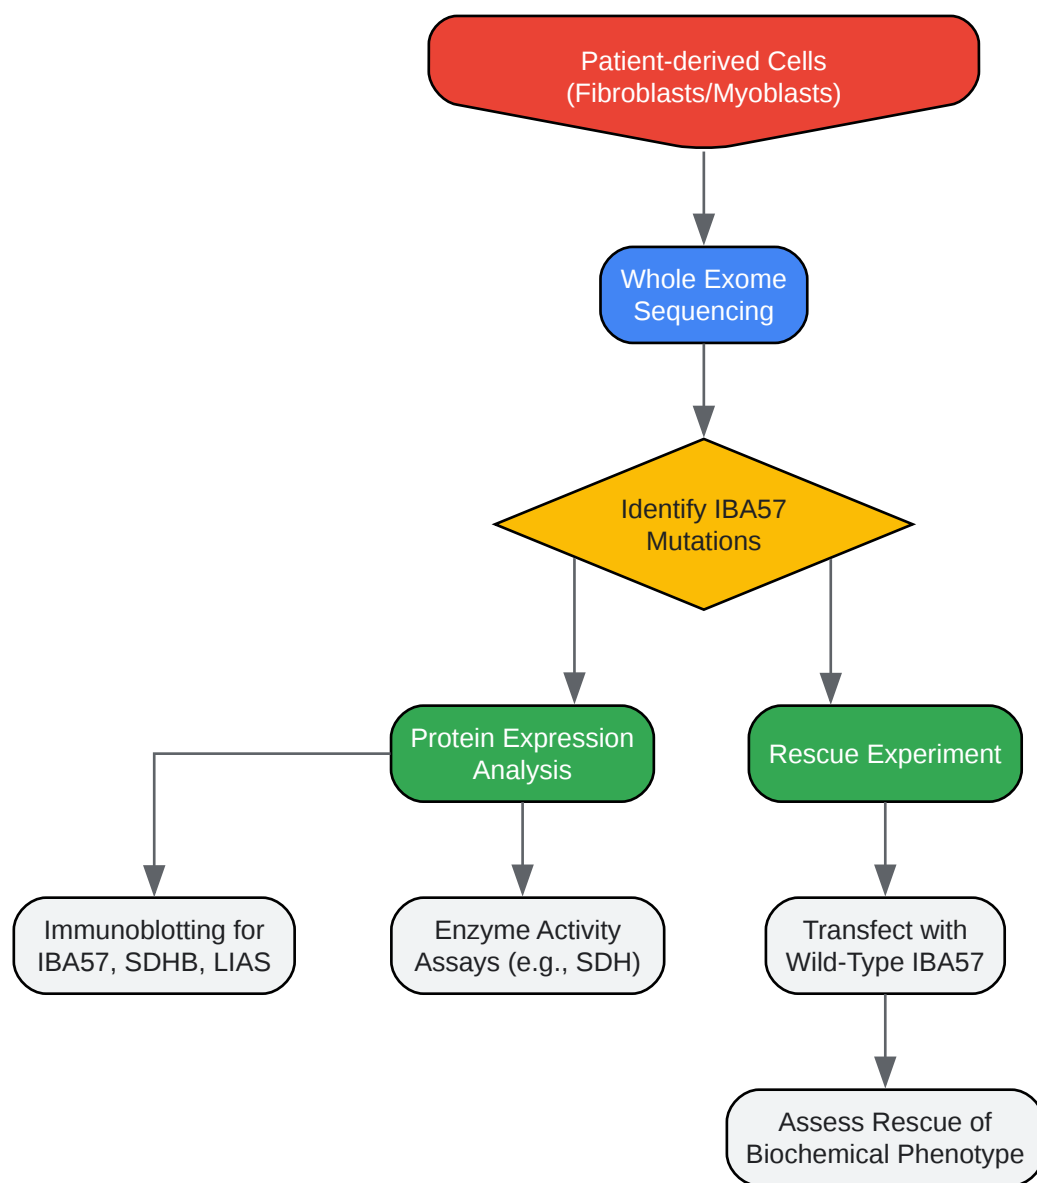 Patient-derived Cells
(Fibroblasts/Myoblasts)
Whole Exome
Sequencing
Identify IBA57
Mutations
Protein Expression
Analysis
Rescue Experiment
Immunoblotting for
IBA57, SDHB, LIAS
Enzyme Activity
Assays (e.g., SDH)
Transfect with
Wild-Type IBA57
Assess Rescue of
Biochemical Phenotype